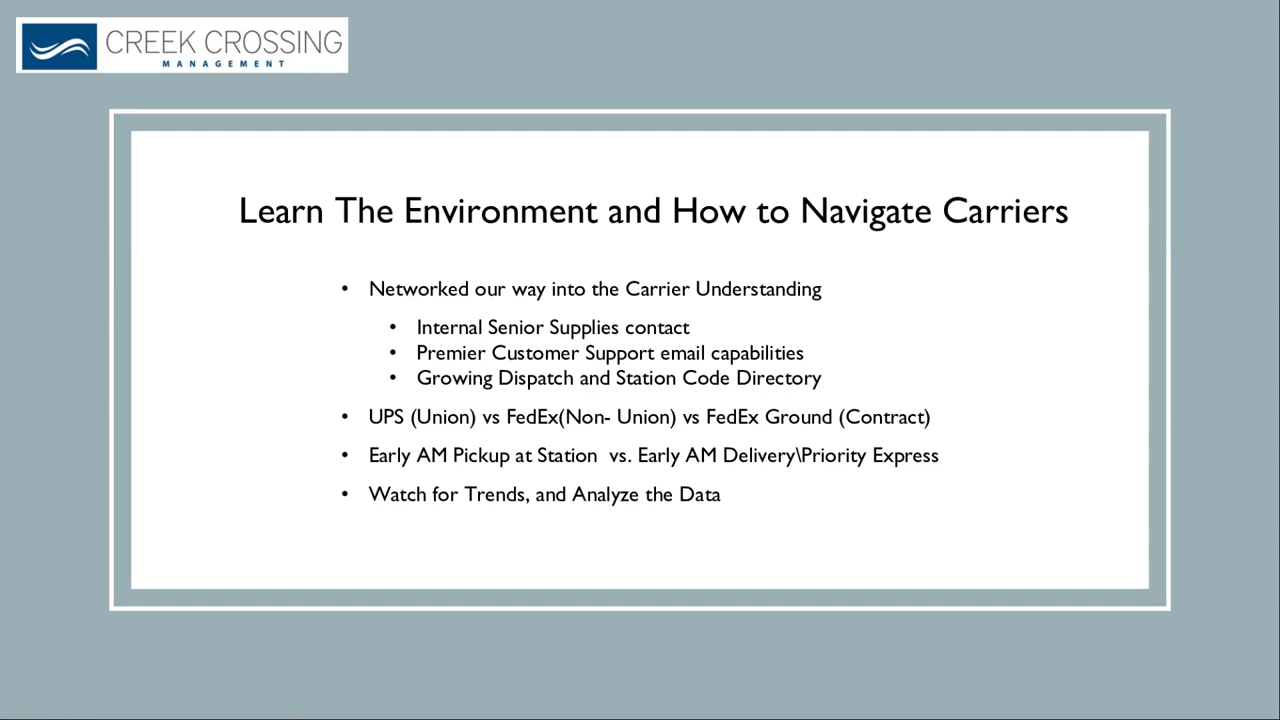 CREEK CROSSING
MANAGEMENT
Learn The Environment and How to Navigate Carriers
• Networked our way into the Carrier Understanding
• Internal Senior Supplies contact
• Premier Customer Support email capabilities
• Growing Dispatch and Station Code Directory
• UPS (Union) vs FedEx(Non- Union) vs FedEx Ground (Contract)
• Early AM Pickup at Station  vs. Early AM Delivery\Priority Express
• Watch for Trends, and Analyze the Data